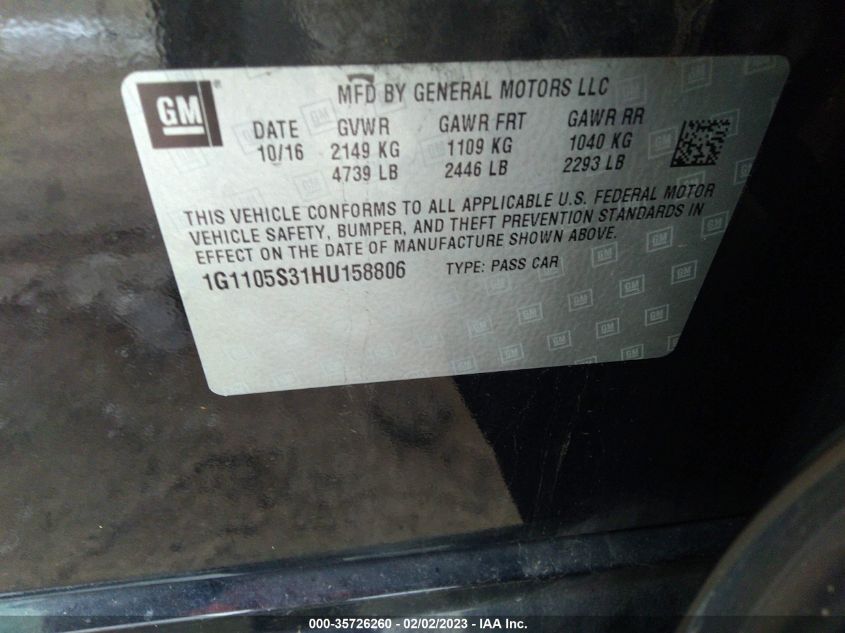 GM
MFD BY GENERAL MOTORS LLC
DATE GVWR GAWR FRT GAWR RR
10/16 2149 KG 1109 KG 1040 KG
4739 LB 2446 LB 2293 LB
THIS VEHICLE CONFORMS TO ALL APPLICABLE U.S. FEDERAL MOTOR
VEHICLE SAFETY, BUMPER, AND THEFT PREVENTION STANDARDS IN
EFFECT ON THE DATE OF MANUFACTURE SHOWN ABOVE.
1G1105S31HU158806 TYPE: PASS CAR
000-35726260 - 02/02/2023 - IAA Inc.